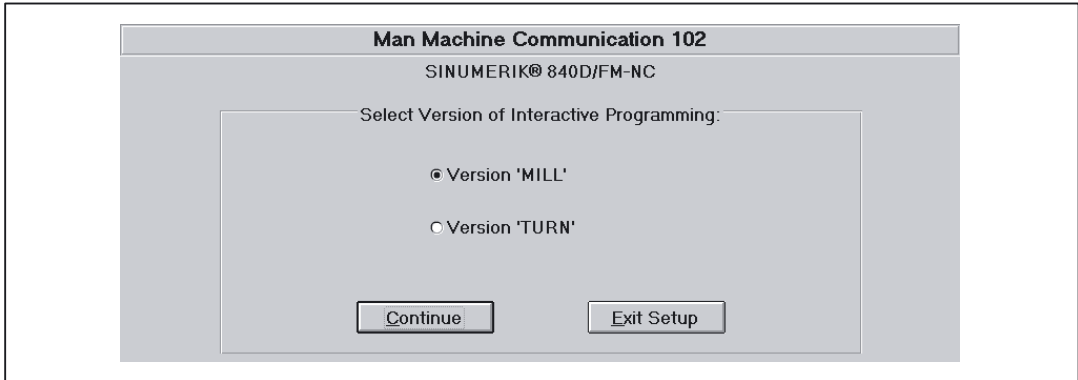 Man Machine Communication 102
SINUMERIK® 840D/FM-NC
Select Version of Interactive Programming:
Version 'MILL'
Version 'TURN'
Continue Exit Setup